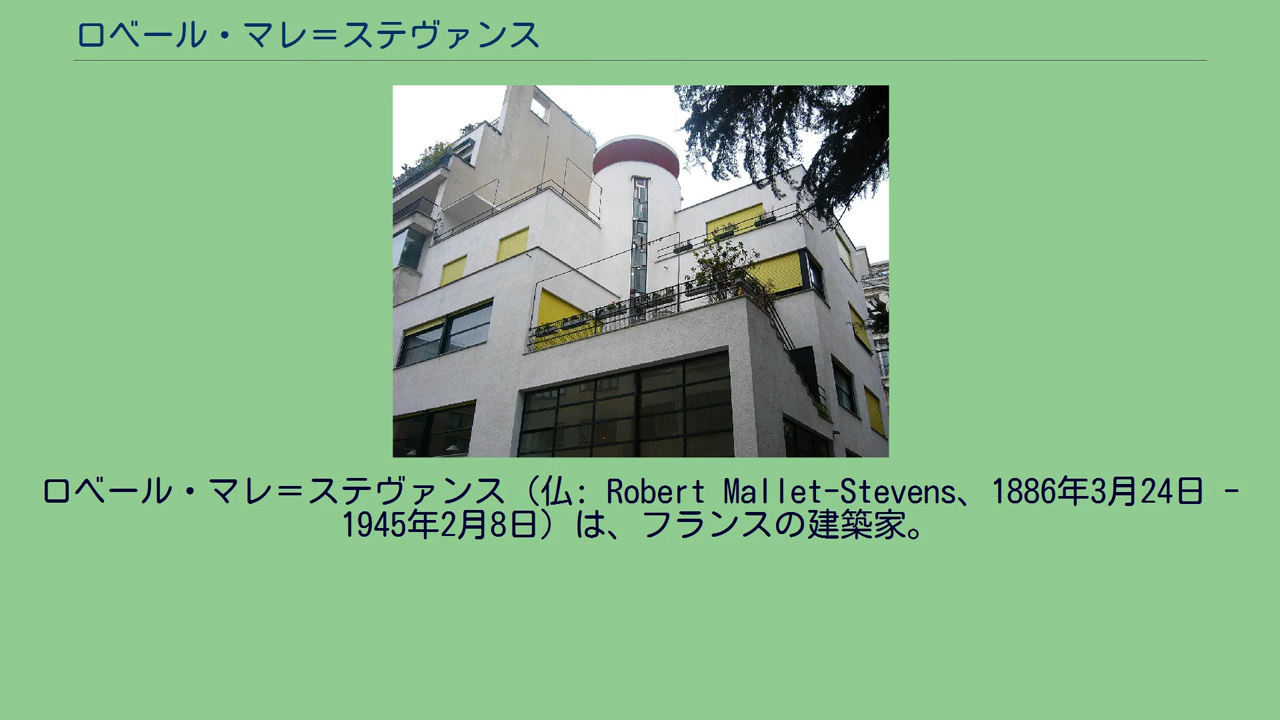 ロベール・マレ＝ステヴァンス
ロベール・マレ＝ステヴァンス（仏: Robert Mallet-Stevens、1886年3月24日 -
1945年2月8日）は、フランスの建築家。